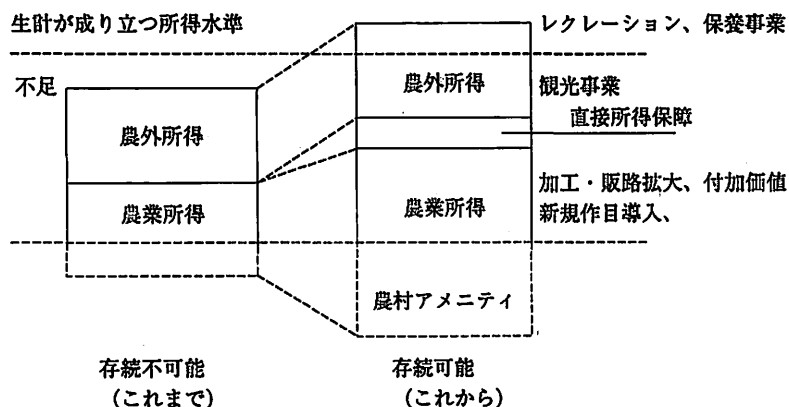 生計が成り立つ所得水準
レクレーション、保養事業
不足
農外所得
農外所得
観光事業
直接所得保障
農業所得
農業所得
加工・販路拡大、付加価値
新規作目導入、
農村アメニティ
存続不可能
(これまで)
存続可能
(これから)